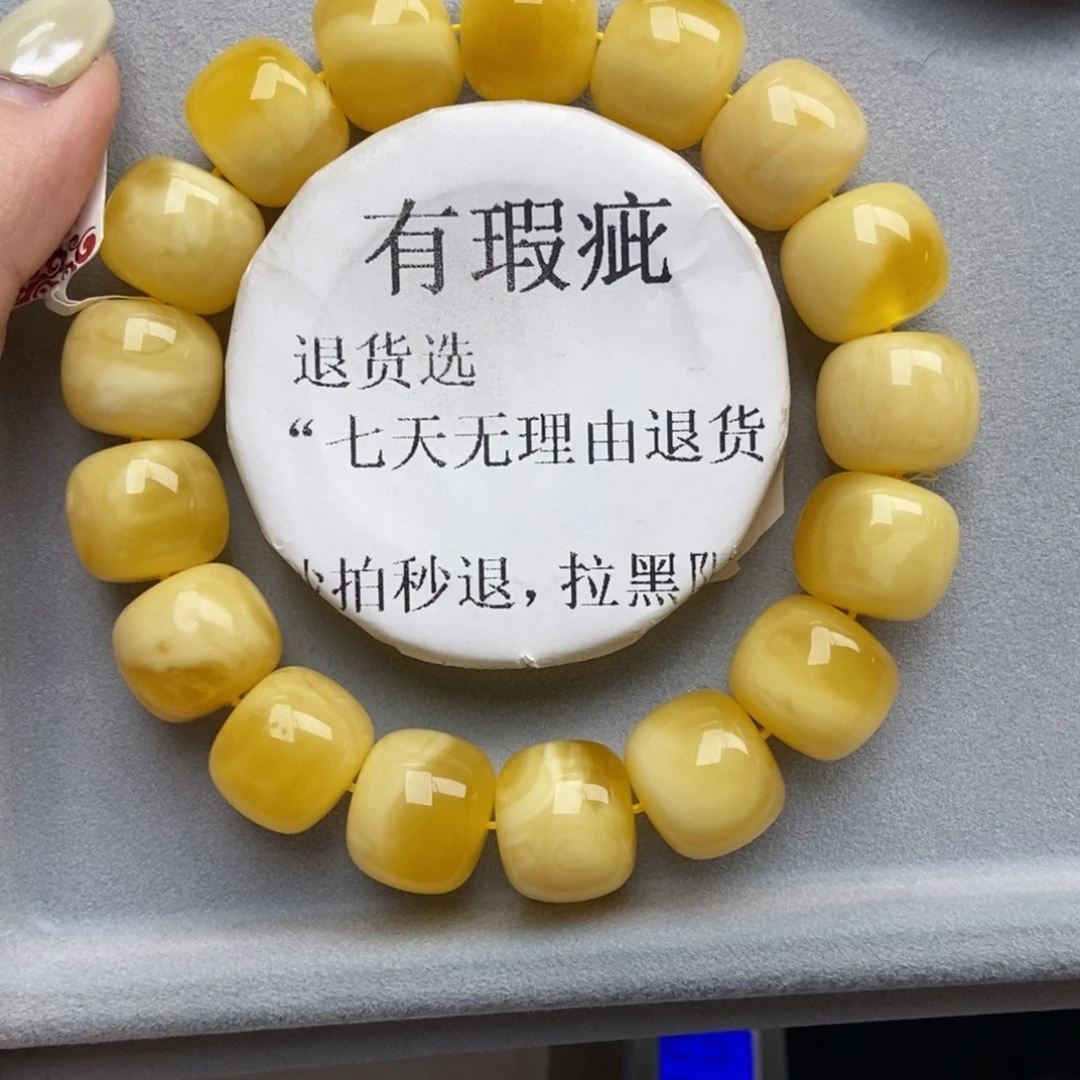 有瑕疵
退货选
“七天无理由退货
拍秒退，拉黑